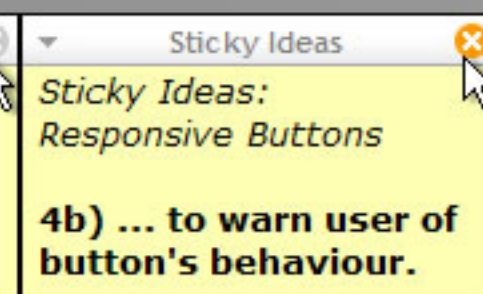 Sticky Ideas
Sticky Ideas:
Responsive Buttons
4b) ... to warn user of
button's behaviour.